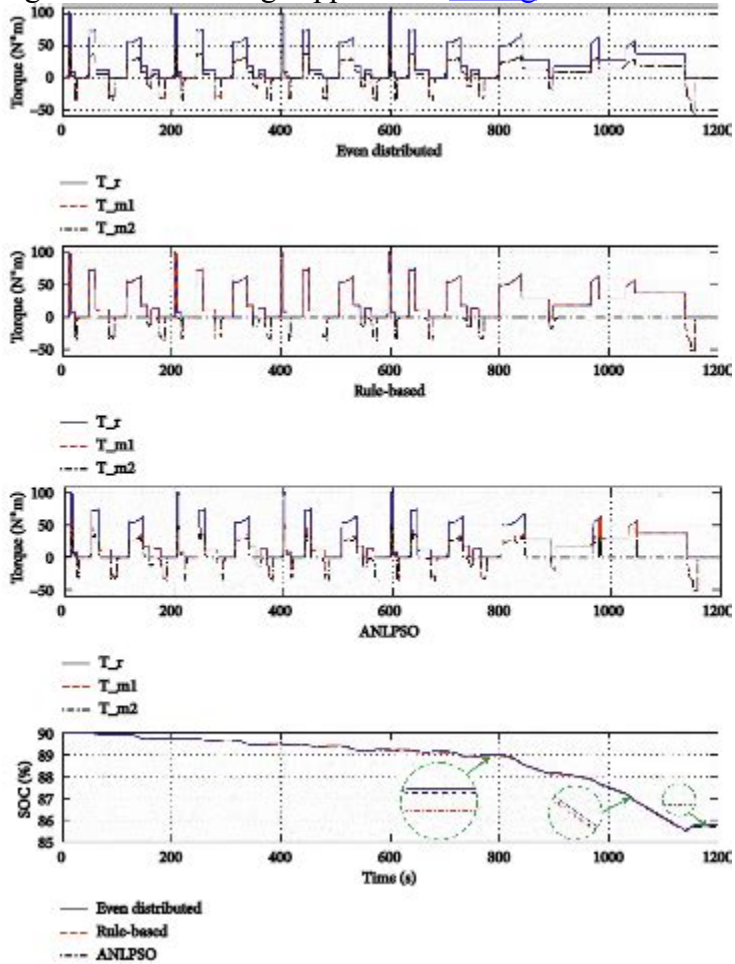 Torque (N*m)
100
50
0
−50
0 200 400 600 800 1000 1200
Even distributed
T_r
T_m1
T_m2
Torque (N*m)
100
50
0
−50
0 200 400 600 800 1000 1200
Rule-based
T_r
T_m1
T_m2
Torque (N*m)
100
50
0
−50
0 200 400 600 800 1000 1200
ANLPSO
T_r
T_m1
T_m2
SOC (%)
90
89
88
87
86
85
0 200 400 600 800 1000 1200
Time (s)
Even distributed
Rule-based
ANLPSO